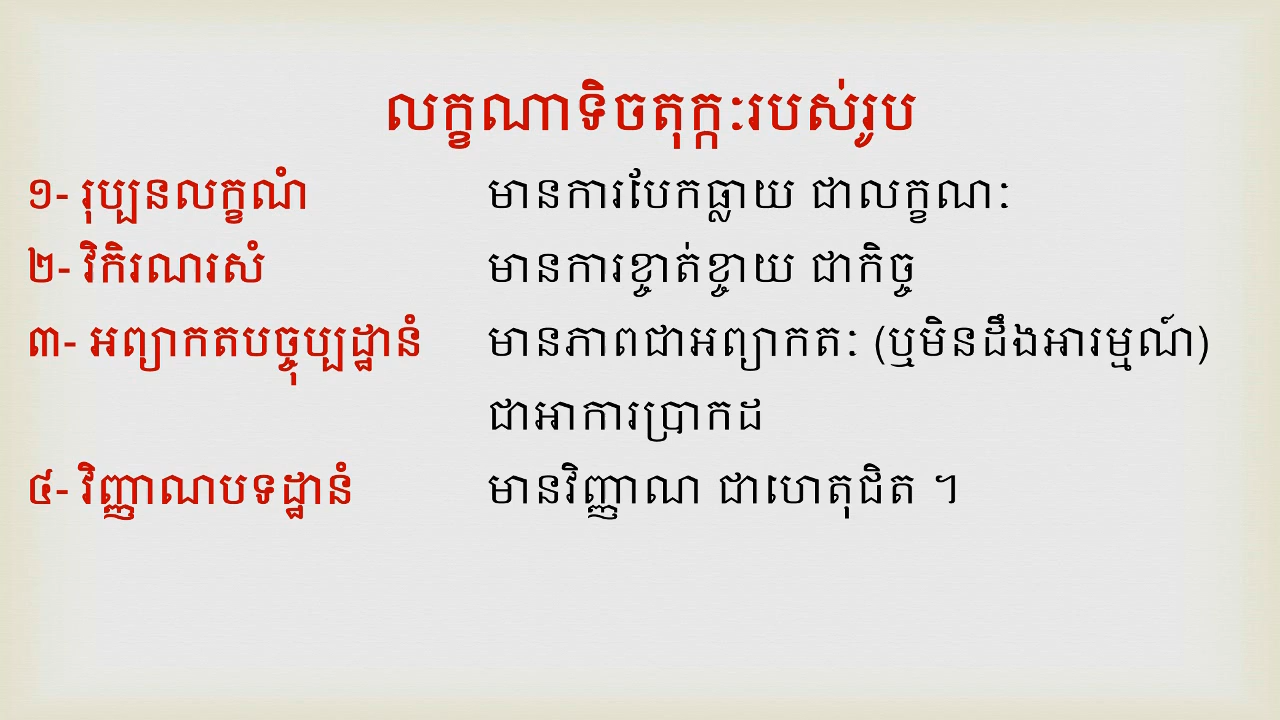 លក្ខណាទិចតុក្កៈរបស់រូប
១- រុប្បនលក្ខណំ មានការបែកធ្លាយ ជាលក្ខណៈ
២- វិកិរណរសំ មានការខ្ចាត់ខ្ចាយ ជាកិច្ច
៣- អព្យាកតបច្ចុប្បដ្ឋានំ មានភាពជាអព្យាកតៈ (ឬមិនដឹងអារម្មណ៍)
ជាអាការប្រាកដ
៤- វិញ្ញាណបទដ្ឋានំ មានវិញ្ញាណ ជាហេតុជិត ។